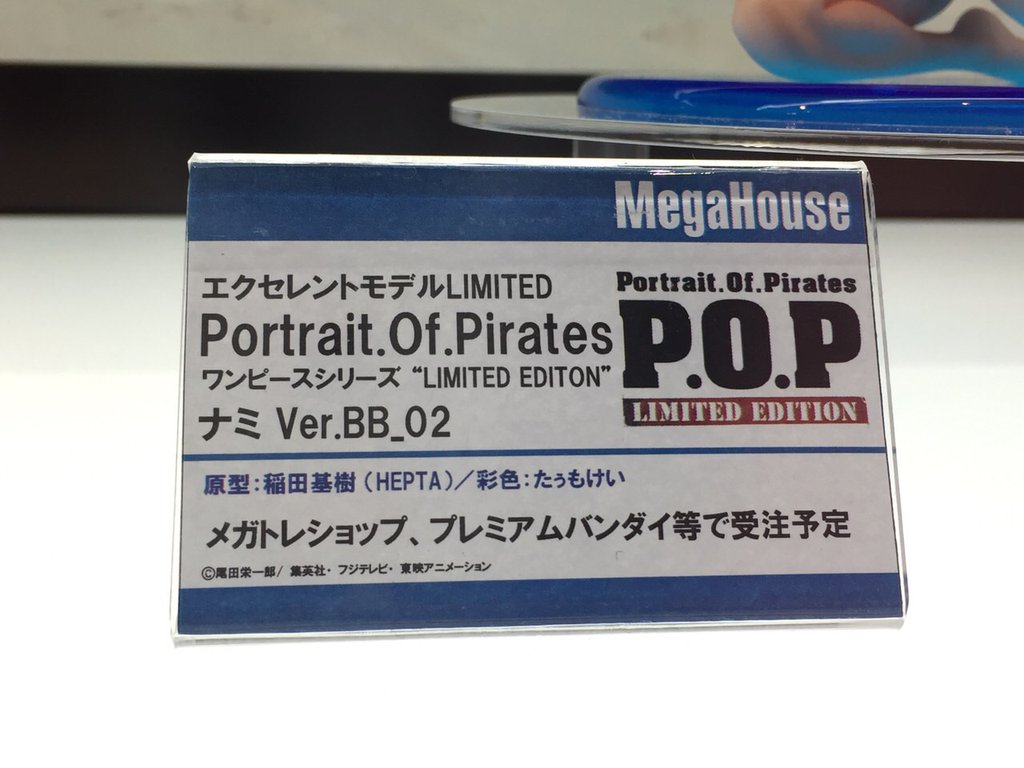 MegaHouse
エクセレントモデルLIMITED
Portrait.Of.Pirates
ワンピースシリーズ “LIMITED EDITON”
ナミ Ver.BB_02
Portrait.Of.Pirates
P.O.P
LIMITED EDITION
原型:稲田基樹(HEPTA)/彩色:たぅもけい
メガトレショップ、プレミアムバンダイ等で受注予定
©尾田栄一郎/ 集英社・ フジテレビ・ 東映アニメーション